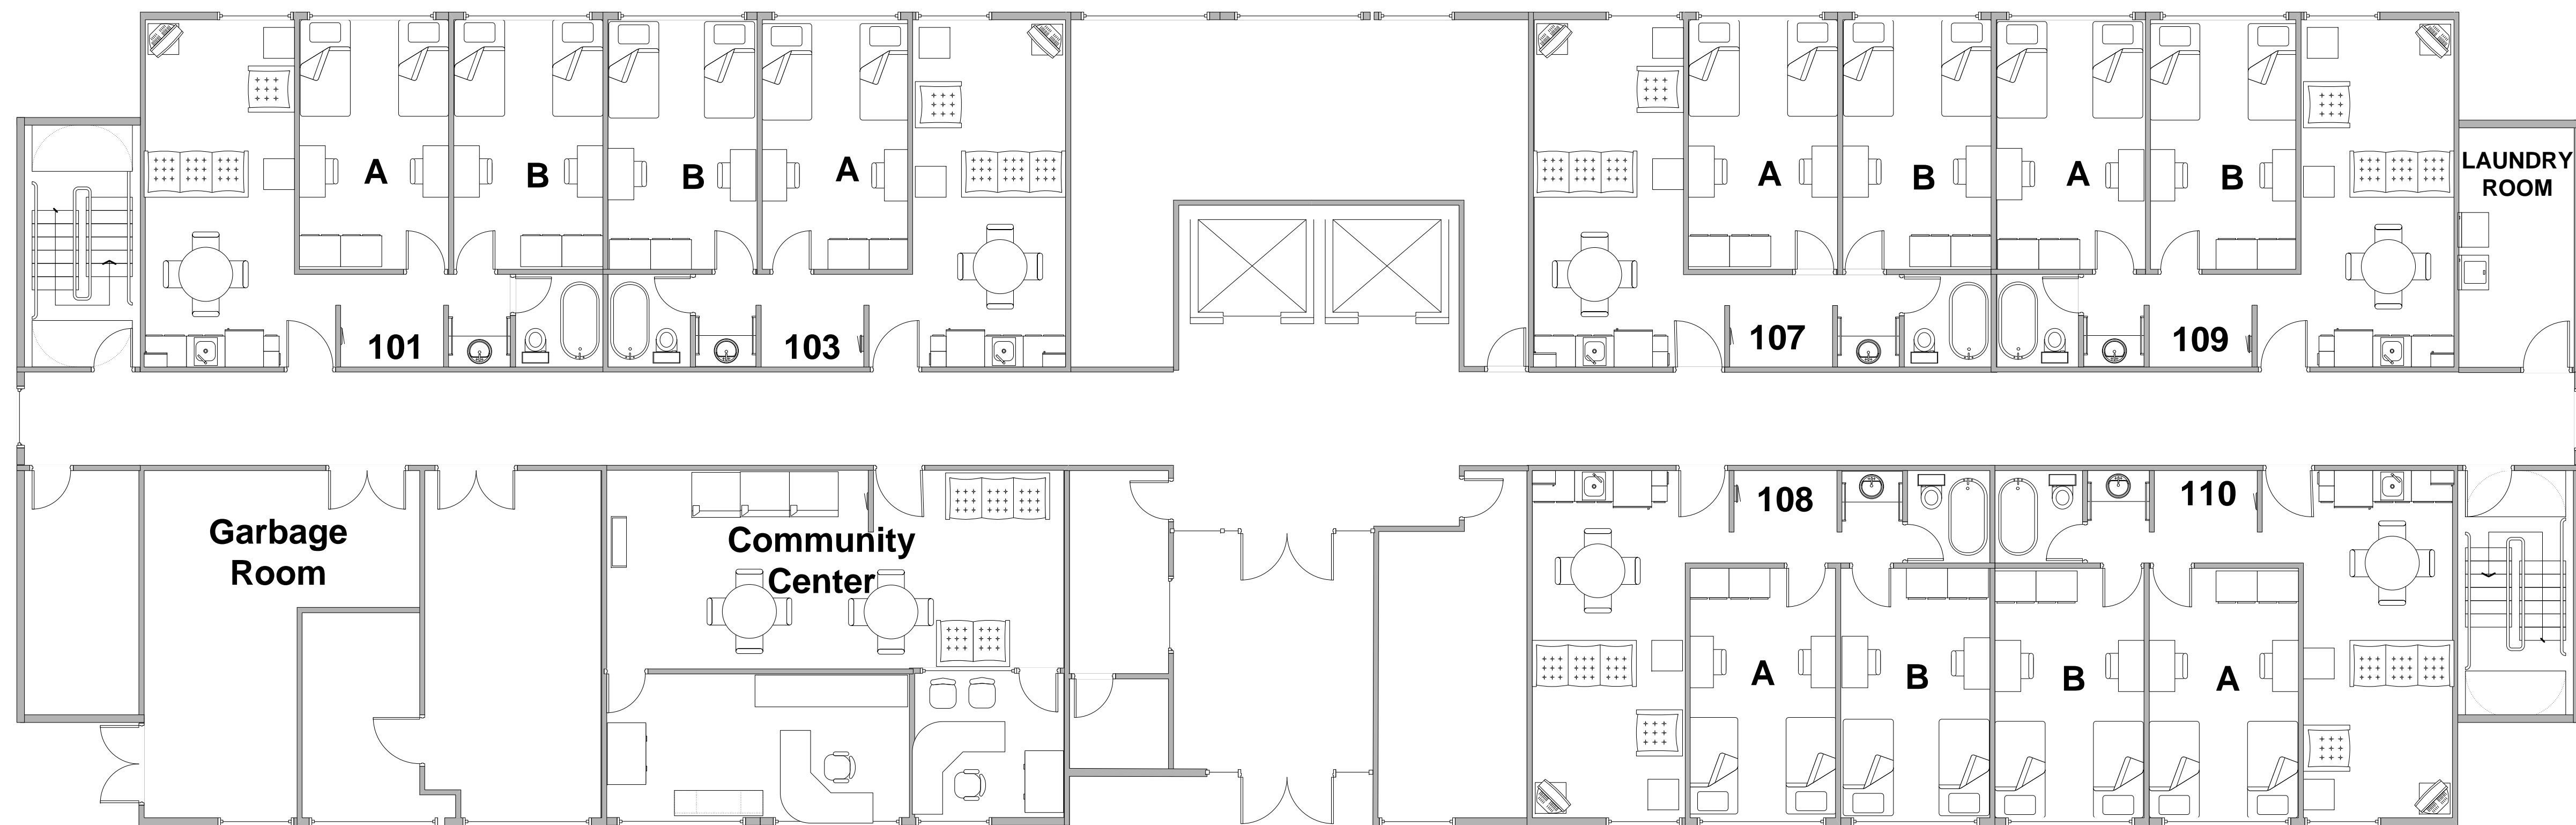 A
B
B
A
A
B
A
B
LAUNDRY
ROOM
101
103
107
109
Garbage
Room
Community
Center
108
110
A
B
B
A